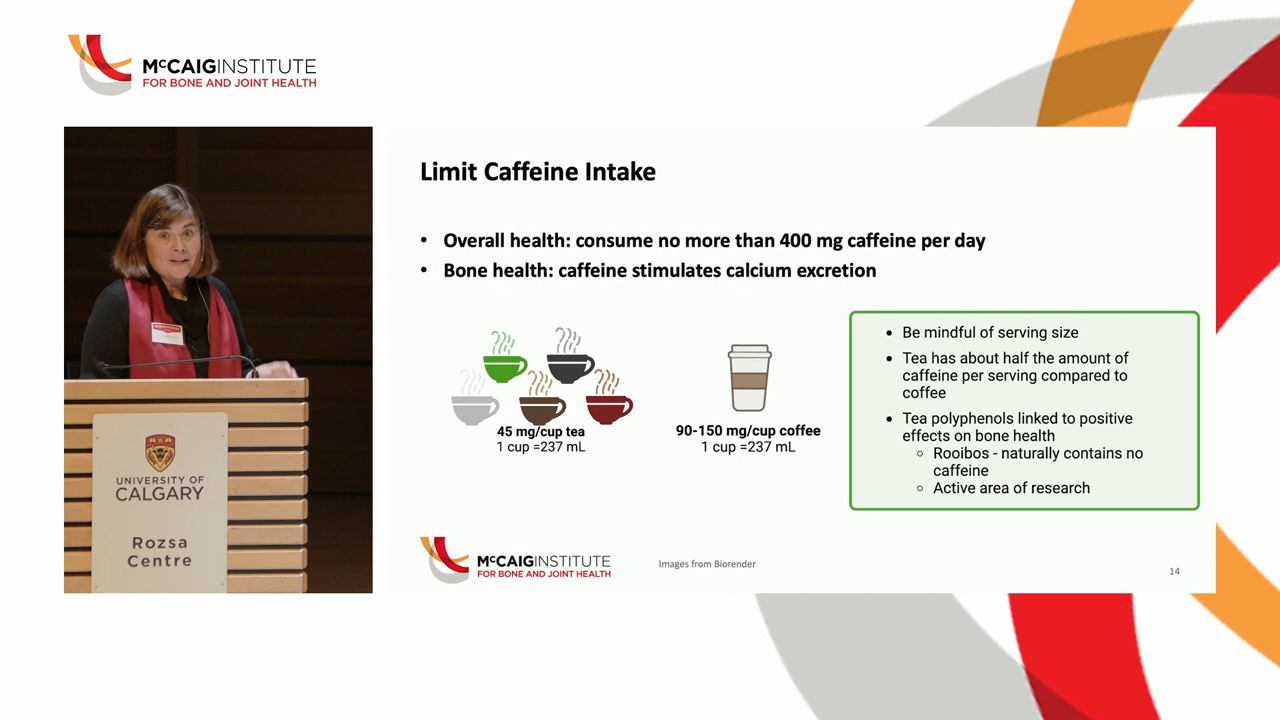 McCAIG INSTITUTE
FOR BONE AND JOINT HEALTH
UNIVERSITY OF
CALGARY
Rozsa
Centre
Limit Caffeine Intake
• Overall health: consume no more than 400 mg caffeine per day
• Bone health: caffeine stimulates calcium excretion
45 mg/cup tea
1 cup =237 mL
90-150 mg/cup coffee
1 cup =237 mL
• Be mindful of serving size
• Tea has about half the amount of
caffeine per serving compared to
coffee
• Tea polyphenols linked to positive
effects on bone health
○ Rooibos - naturally contains no
caffeine
○ Active area of research
McCAIG INSTITUTE
FOR BONE AND JOINT HEALTH
Images from Biorender
14